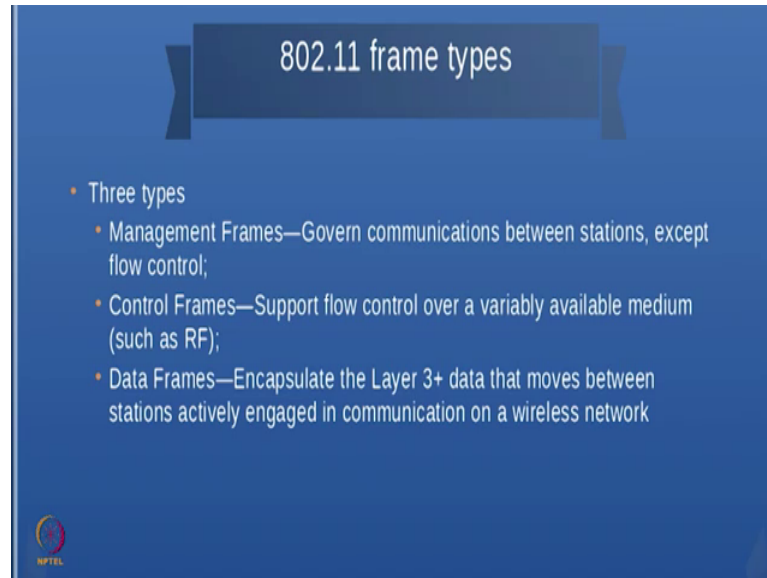 802.11 frame types
• Three types
• Management Frames—Govern communications between stations, except
flow control;
• Control Frames—Support flow control over a variably available medium
(such as RF);
• Data Frames—Encapsulate the Layer 3+ data that moves between
stations actively engaged in communication on a wireless network
NPTEL